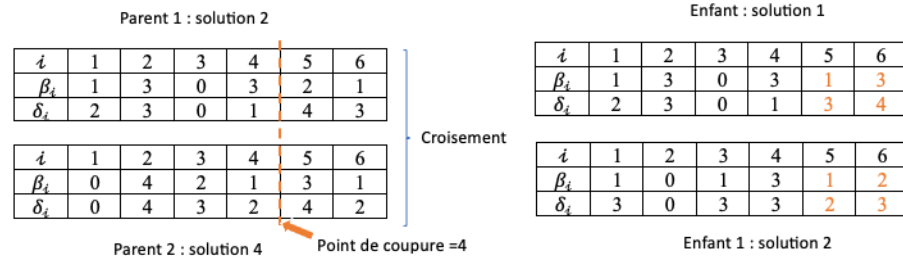 Parent 1 : solution 2
i 1 2 3 4 5 6
βᵢ 1 3 0 3 2 1
δᵢ 2 3 0 1 4 3
Croisement
i 1 2 3 4 5 6
βᵢ 0 4 2 1 3 1
δᵢ 0 4 3 2 4 2
Parent 2 : solution 4
Point de coupure =4
Enfant : solution 1
i 1 2 3 4 5 6
βᵢ 1 3 0 3 1 3
δᵢ 2 3 0 1 3 4
i 1 2 3 4 5 6
βᵢ 1 0 1 3 1 2
δᵢ 3 0 3 3 2 3
Enfant 1 : solution 2